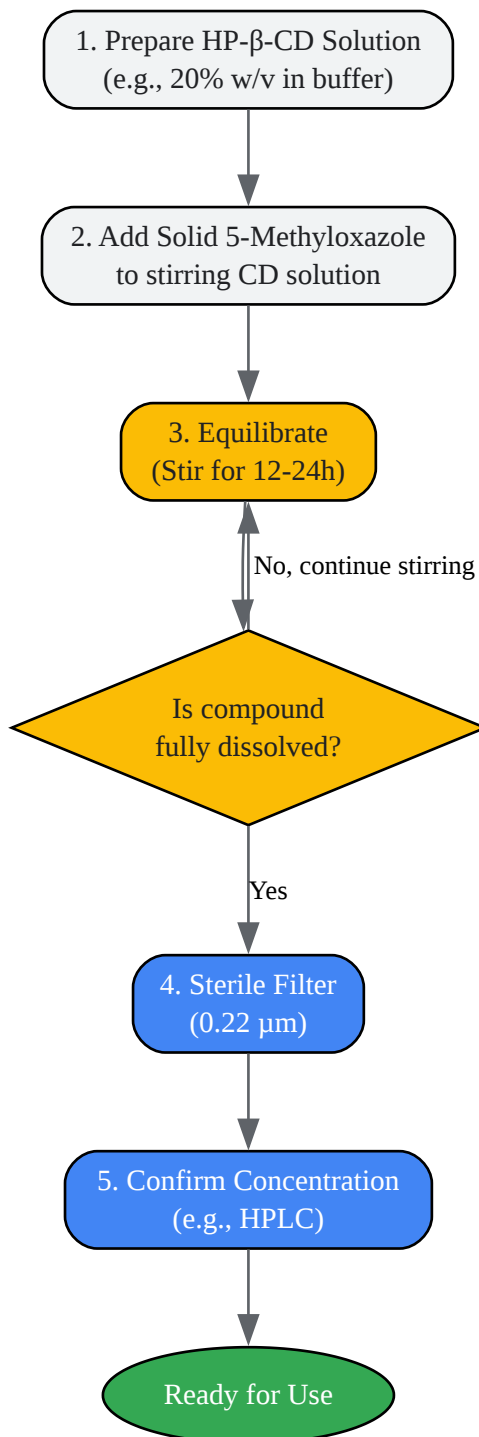 1. Prepare HP-β-CD Solution
(e.g., 20% w/v in buffer)
2. Add Solid 5-Methyloxazole
to stirring CD solution
3. Equilibrate
(Stir for 12-24h)
No, continue stirring
Is compound
fully dissolved?
Yes
4. Sterile Filter
(0.22 µm)
5. Confirm Concentration
(e.g., HPLC)
Ready for Use